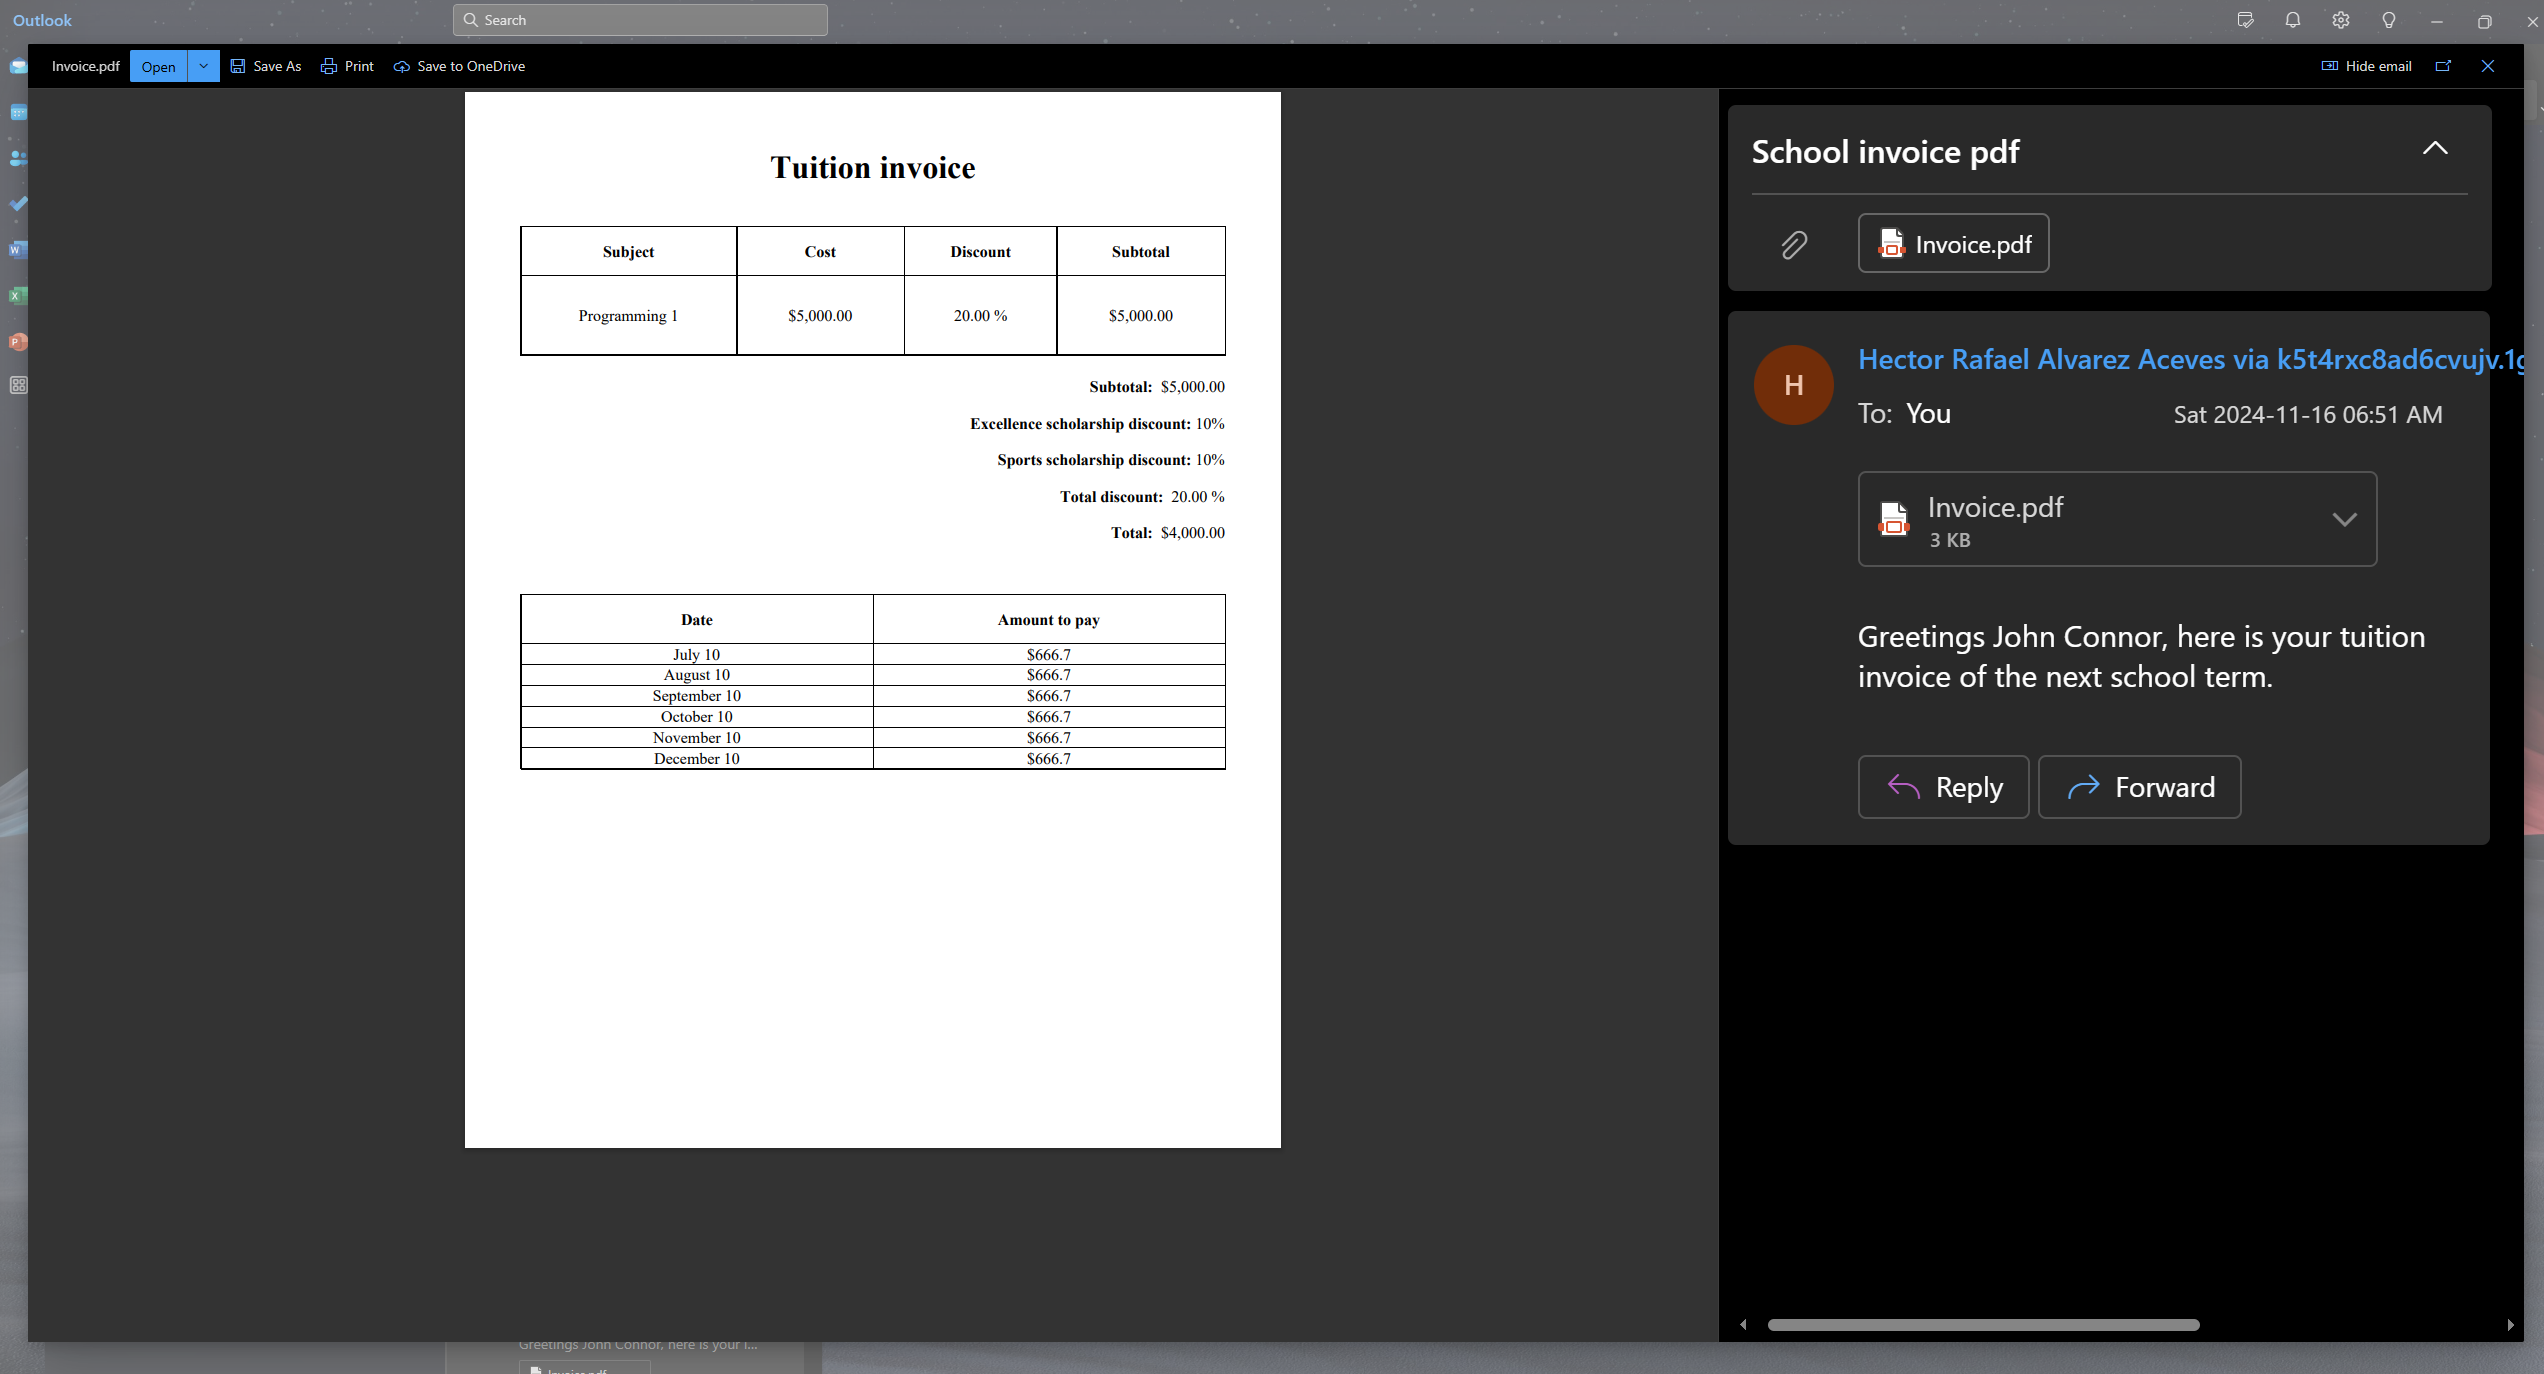 Outlook
Search
Invoice.pdf Open Save As Print Save to OneDrive Hide email
Tuition invoice
Subject Cost Discount Subtotal
Programming 1 $5,000.00 20.00 % $5,000.00
Subtotal: $5,000.00
Excellence scholarship discount: 10%
Sports scholarship discount: 10%
Total discount: 20.00 %
Total: $4,000.00
Date Amount to pay
July 10 $666.7
August 10 $666.7
September 10 $666.7
October 10 $666.7
November 10 $666.7
December 10 $666.7
School invoice pdf
Invoice.pdf
H
Hector Rafael Alvarez Aceves via k5t4rxc8ad6cvujv.1g
To: You Sat 2024-11-16 06:51 AM
Invoice.pdf
3 KB
Greetings John Connor, here is your tuition
invoice of the next school term.
Reply Forward
Greetings John Connor, here is your t...
Invoice.pdf